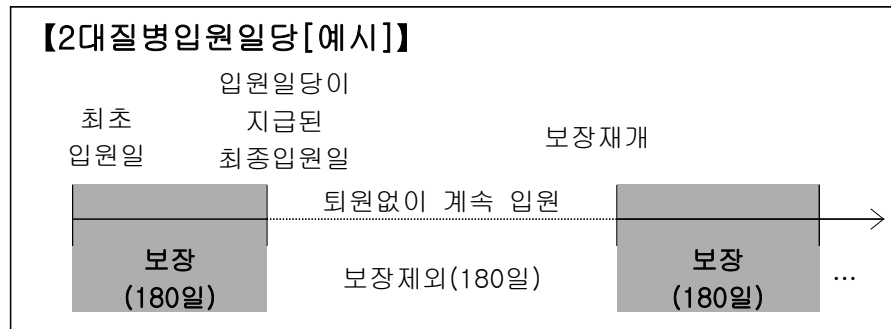 【2대질병입원일당[예시]】
최초
입원일
입원일당이
지급된
최종입원일
보장재개
퇴원없이 계속 입원
보장
(180일)
보장제외(180일)
보장
(180일)
...